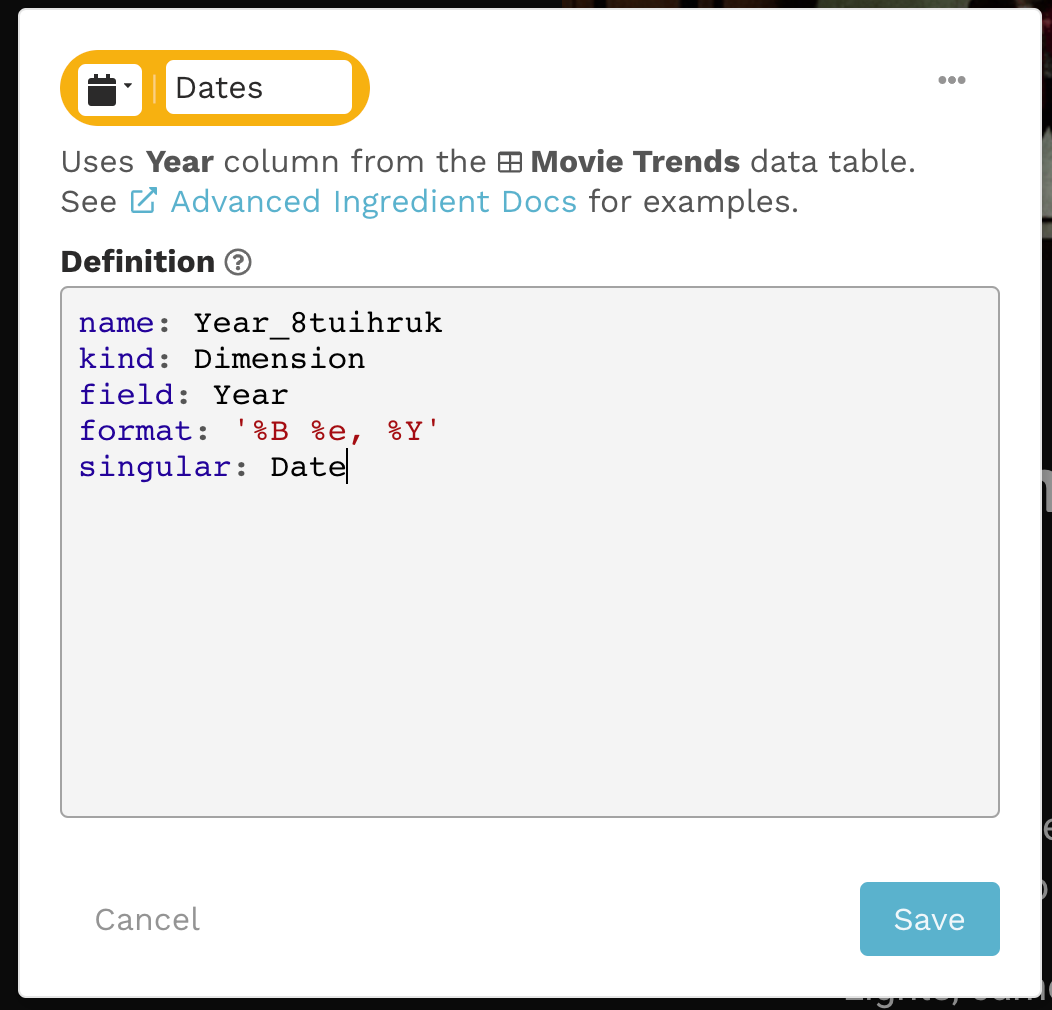 Dates
Uses Year column from the Movie Trends data table.
See Advanced Ingredient Docs for examples.
Definition
name: Year_8tuihruk
kind: Dimension
field: Year
format: '%B %e, %Y'
singular: Date
Cancel
Save